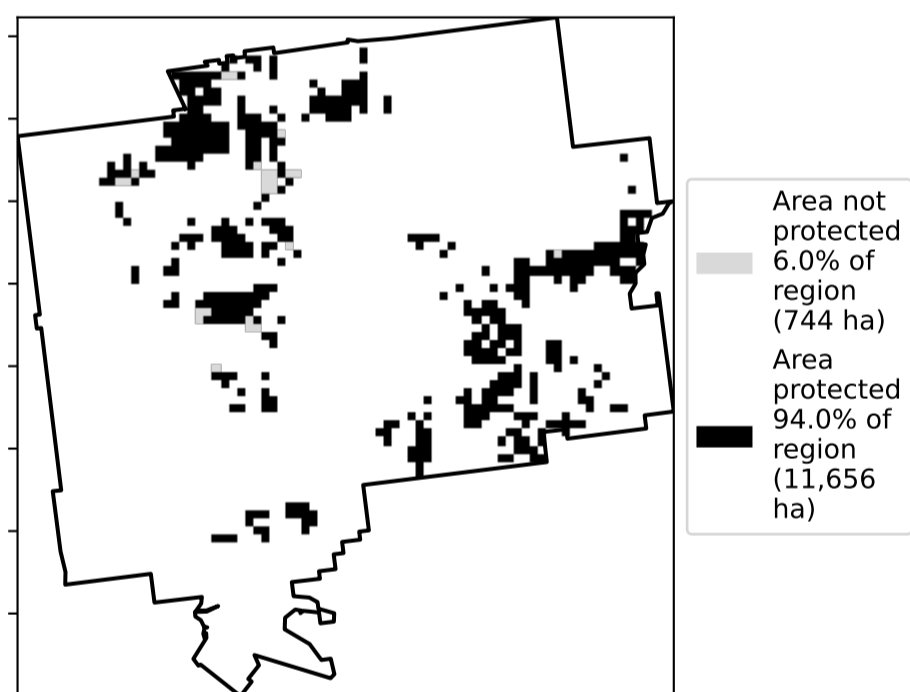 Area not
protected
6.0% of
region
(744 ha)
Area
protected
94.0% of
region
(11,656
ha)